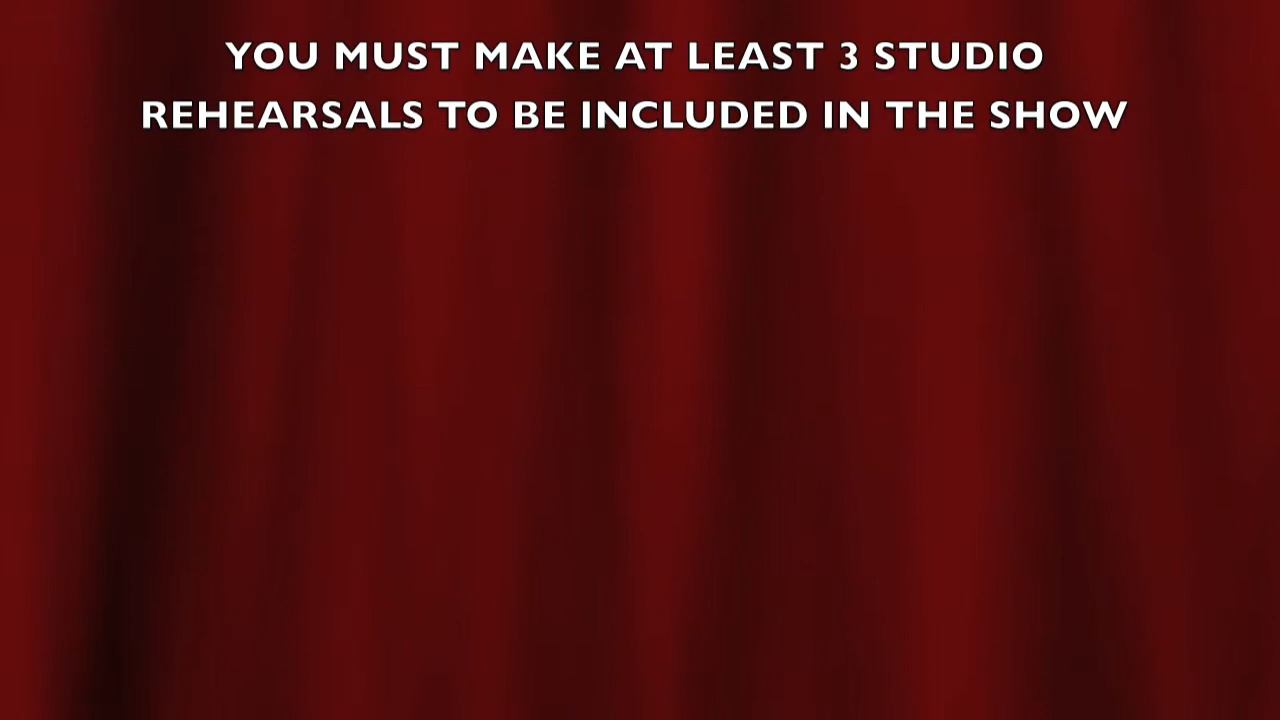 YOU MUST MAKE AT LEAST 3 STUDIO
REHEARSALS TO BE INCLUDED IN THE SHOW